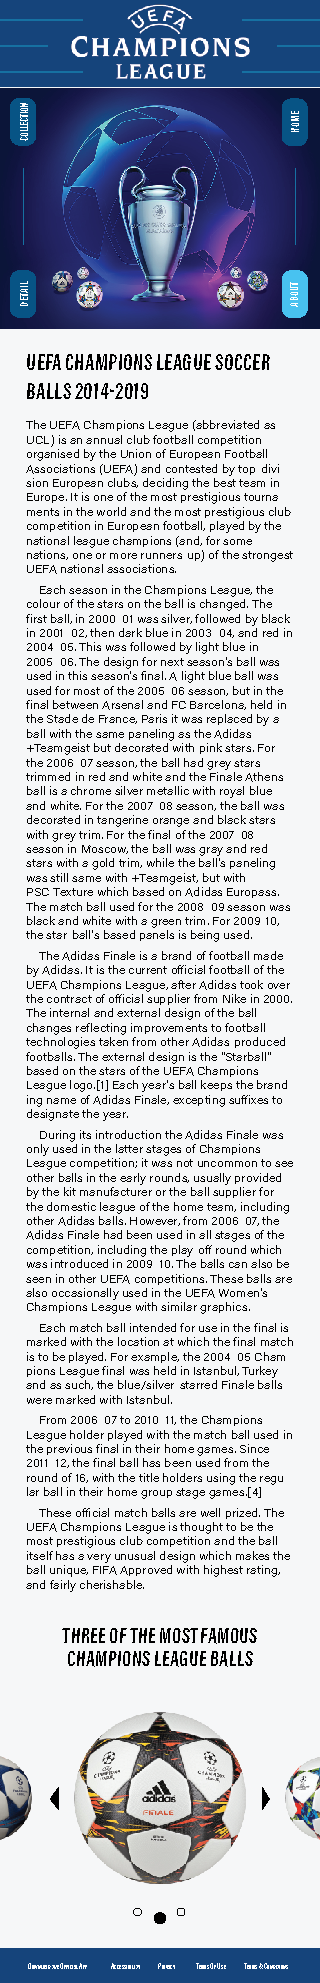 UEFA
CHAMPIONS
LEAGUE
COLLECTION
HOME
DETAIL
ABOUT
UEFA CHAMPIONS LEAGUE SOCCER
BALLS 2014-2019
The UEFA Champions League (abbreviated as
UCL) is an annual club football competition
organised by the Union of European Football
Associations (UEFA) and contested by top divi
sion European clubs, deciding the best team in
Europe. It is one of the most prestigious tourna
ments in the world and the most prestigious club
competition in European football, played by the
national league champions (and, for some
nations, one or more runners up) of the strongest
UEFA national associations.
Each season in the Champions League, the
colour of the stars on the ball is changed. The
first ball, in 2000 01 was silver, followed by black
in 2001 02, then dark blue in 2003 04, and red in
2004 05. This was followed by light blue in
2005 06. The design for next season's ball was
used in this season's final. A light blue ball was
used for most of the 2005 06 season, but in the
final between Arsenal and FC Barcelona, held in
the Stade de France, Paris it was replaced by a
ball with the same paneling as the Adidas
+Teamgeist but decorated with pink stars. For
the 2006 07 season, the ball had grey stars
trimmed in red and white and the Finale Athens
ball is a chrome silver metallic with royal blue
and white. For the 2007 08 season, the ball was
decorated in tangerine orange and black stars
with grey trim. For the final of the 2007 08
season in Moscow, the ball was gray and red
stars with a gold trim, while the ball's paneling
was still same with +Teamgeist, but with
PSC Texture which based on Adidas Europass.
The match ball used for the 2008 09 season was
black and white with a green trim. For 2009 10,
the star ball's based panels is being used.
The Adidas Finale is a brand of football made
by Adidas. It is the current official football of the
UEFA Champions League, after Adidas took over
the contract of official supplier from Nike in 2000.
The internal and external design of the ball
changes reflecting improvements to football
technologies taken from other Adidas produced
footballs. The external design is the "Starball"
based on the stars of the UEFA Champions
League logo.[1] Each year's ball keeps the brand
ing name of Adidas Finale, excepting suffixes to
designate the year.
During its introduction the Adidas Finale was
only used in the latter stages of Champions
League competition; it was not uncommon to see
other balls in the early rounds, usually provided
by the kit manufacturer or the ball supplier for
the domestic league of the home team, including
other Adidas balls. However, from 2006 07, the
Adidas Finale had been used in all stages of the
competition, including the play off round which
was introduced in 2009 10. The balls can also be
seen in other UEFA competitions. These balls are
also occasionally used in the UEFA Women's
Champions League with similar graphics.
Each match ball intended for use in the final is
marked with the location at which the final match
is to be played. For example, the 2004 05 Cham
pions League final was held in Istanbul, Turkey
and as such, the blue/silver starred Finale balls
were marked with Istanbul.
From 2006 07 to 2010 11, the Champions
League holder played with the match ball used in
the previous final in their home games. Since
2011 12, the final ball has been used from the
round of 16, with the title holders using the regu
lar ball in their home group stage games.[4]
These official match balls are well prized. The
UEFA Champions League is thought to be the
most prestigious club competition and the ball
itself has a very unusual design which makes the
ball unique, FIFA Approved with highest rating,
and fairly cherishable.
THREE OF THE MOST FAMOUS
CHAMPIONS LEAGUE BALLS
adidas
FINALE
Accessibility Privacy Terms Of Use Terms & Conditions